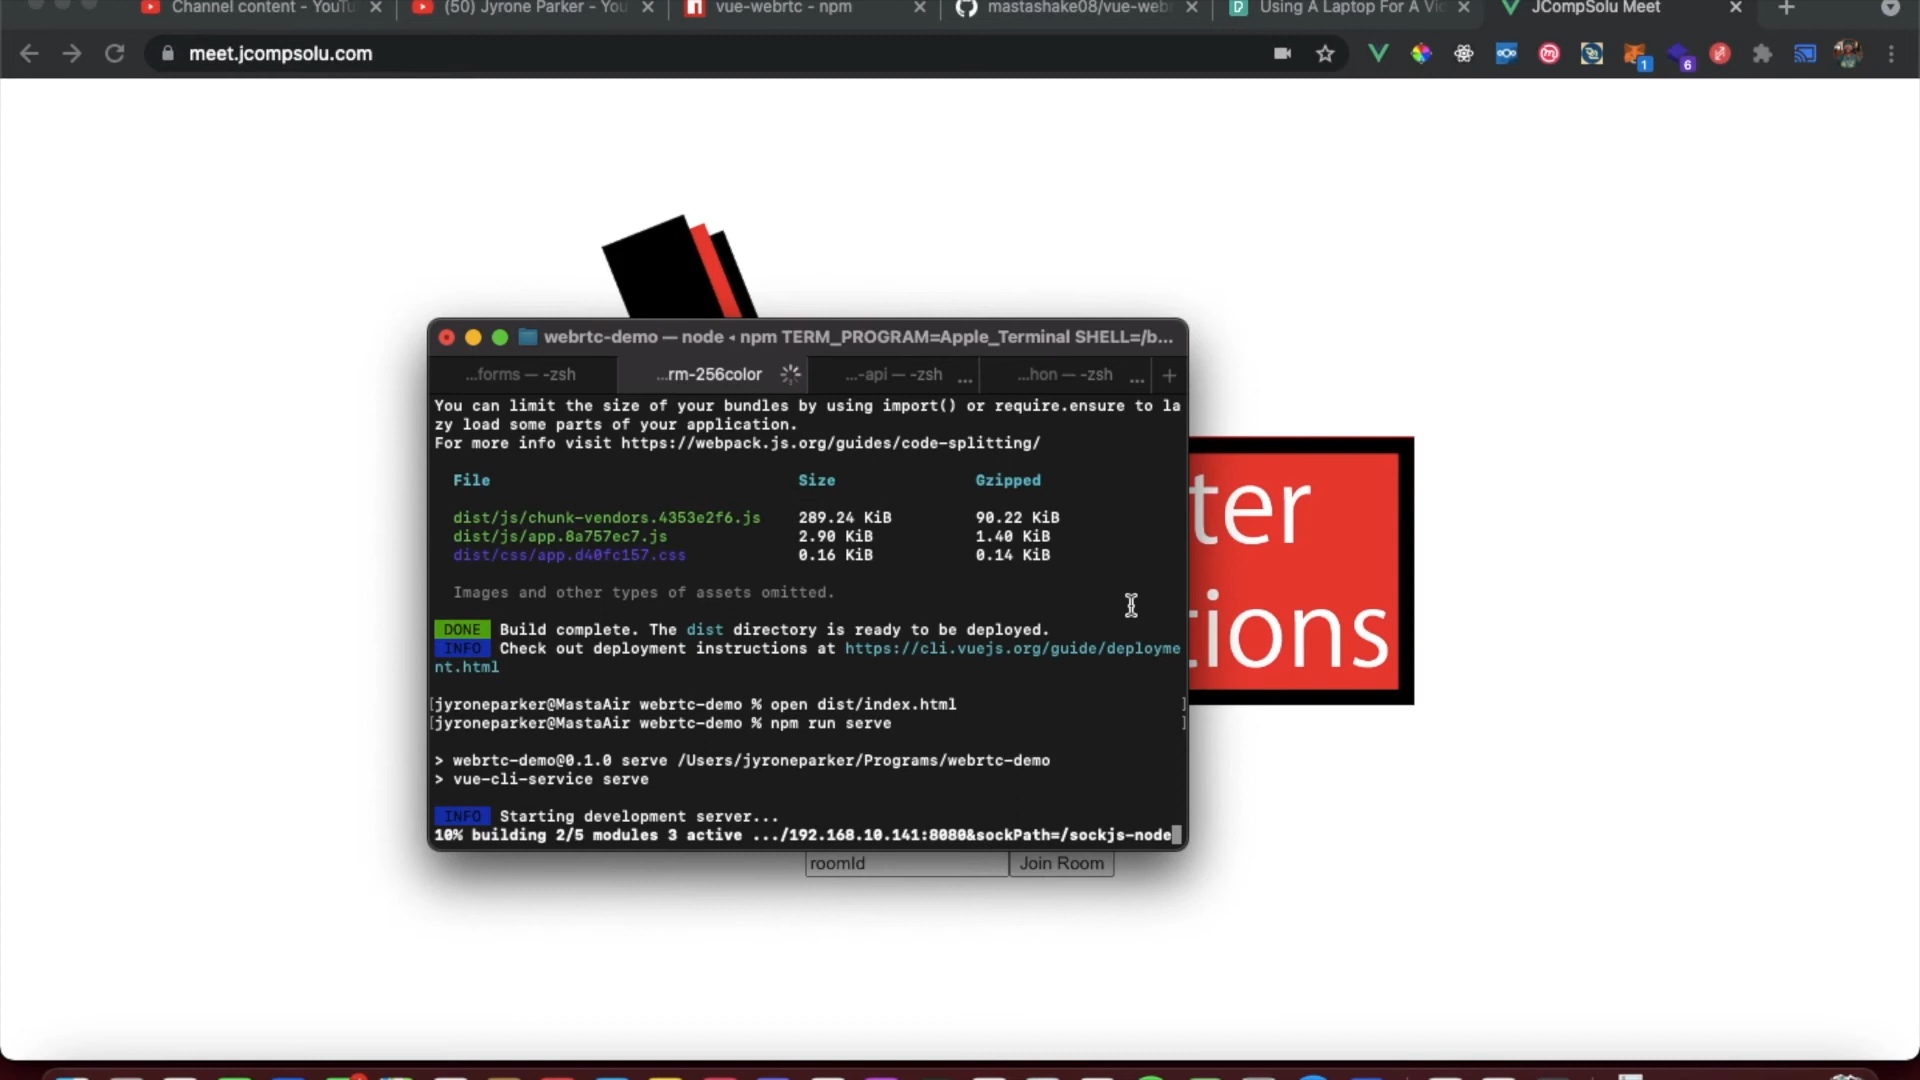 Channel content - YouTu
(50) Jyrone Parker - You
vue-webrtc - npm
mastashake08/vue-web
Using A Laptop For A Vi
JCompSolu Meet
meet.jcompsolu.com
1
6
webrtc-demo — node ◂ npm TERM_PROGRAM=Apple_Terminal SHELL=/b...
...forms — -zsh
...rm-256color
...-api — -zsh ...
...hon — -zsh ...
You can limit the size of your bundles by using import() or require.ensure to la
zy load some parts of your application.
For more info visit https://webpack.js.org/guides/code-splitting/
File Size Gzipped
dist/js/chunk-vendors.4353e2f6.js 289.24 KiB 90.22 KiB
dist/js/app.8a757ec7.js 2.90 KiB 1.40 KiB
dist/css/app.d40fc157.css 0.16 KiB 0.14 KiB
Images and other types of assets omitted.
DONE Build complete. The dist directory is ready to be deployed.
INFO Check out deployment instructions at https://cli.vuejs.org/guide/deployme
nt.html
[jyroneparker@MastaAir webrtc-demo % open dist/index.html ]
[jyroneparker@MastaAir webrtc-demo % npm run serve ]
> webrtc-demo@0.1.0 serve /Users/jyroneparker/Programs/webrtc-demo
> vue-cli-service serve
INFO Starting development server...
10% building 2/5 modules 3 active .../192.168.10.141:8080&sockPath=/sockjs-node
ter
tions
roomId
Join Room